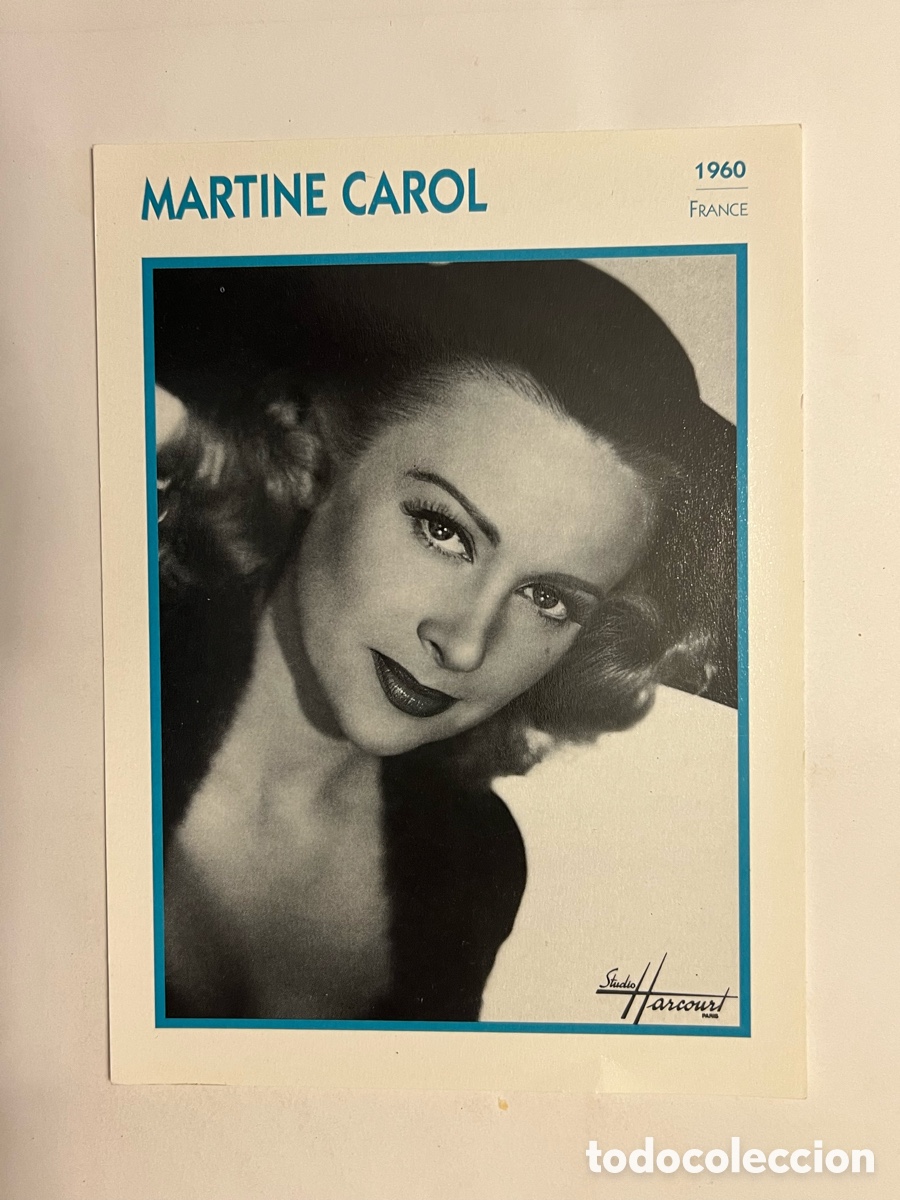 MARTINE CAROL
1960
FRANCE
Studio Harcourt
PARIS
todocoleccion